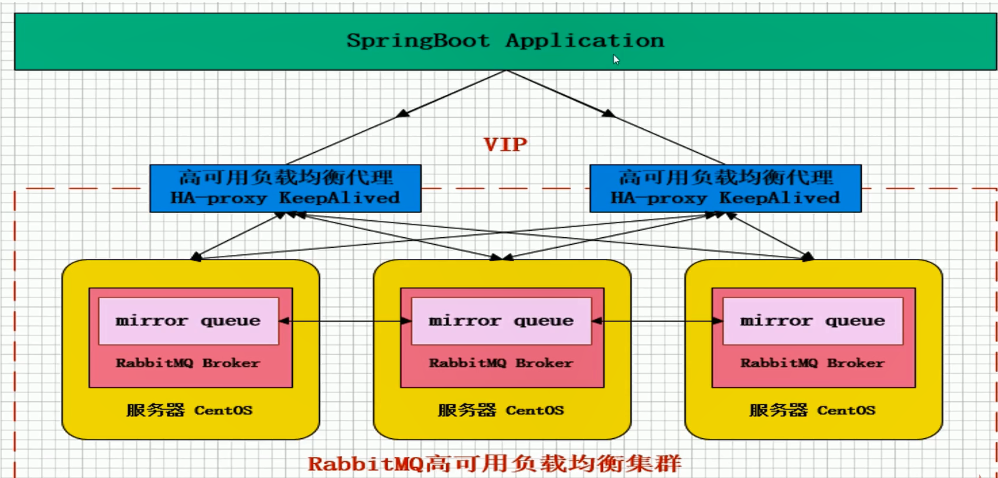 SpringBoot Application
VIP
高可用负载均衡代理
HA-proxy KeepAlived
高可用负载均衡代理
HA-proxy KeepAlived
mirror queue
RabbitMQ Broker
服务器 CentOS
mirror queue
RabbitMQ Broker
服务器 CentOS
mirror queue
RabbitMQ Broker
服务器 CentOS
RabbitMQ高可用负载均衡集群